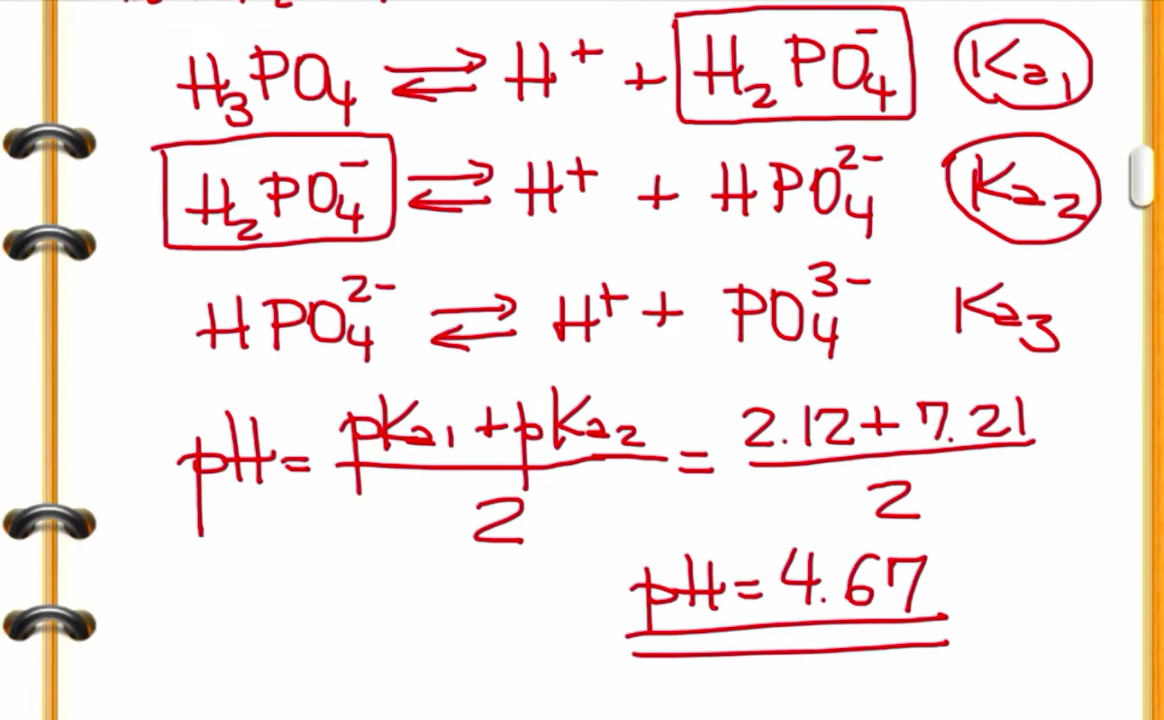 H₃PO₄ ⇌ H⁺ + H₂PO₄⁻ Ka₁
H₂PO₄⁻ ⇌ H⁺ + HPO₄²⁻ Ka₂
HPO₄²⁻ ⇌ H⁺ + PO₄³⁻ Ka₃
pH = (pKa₁ + pKa₂)/2 = (2.12 + 7.21)/2
pH = 4.67